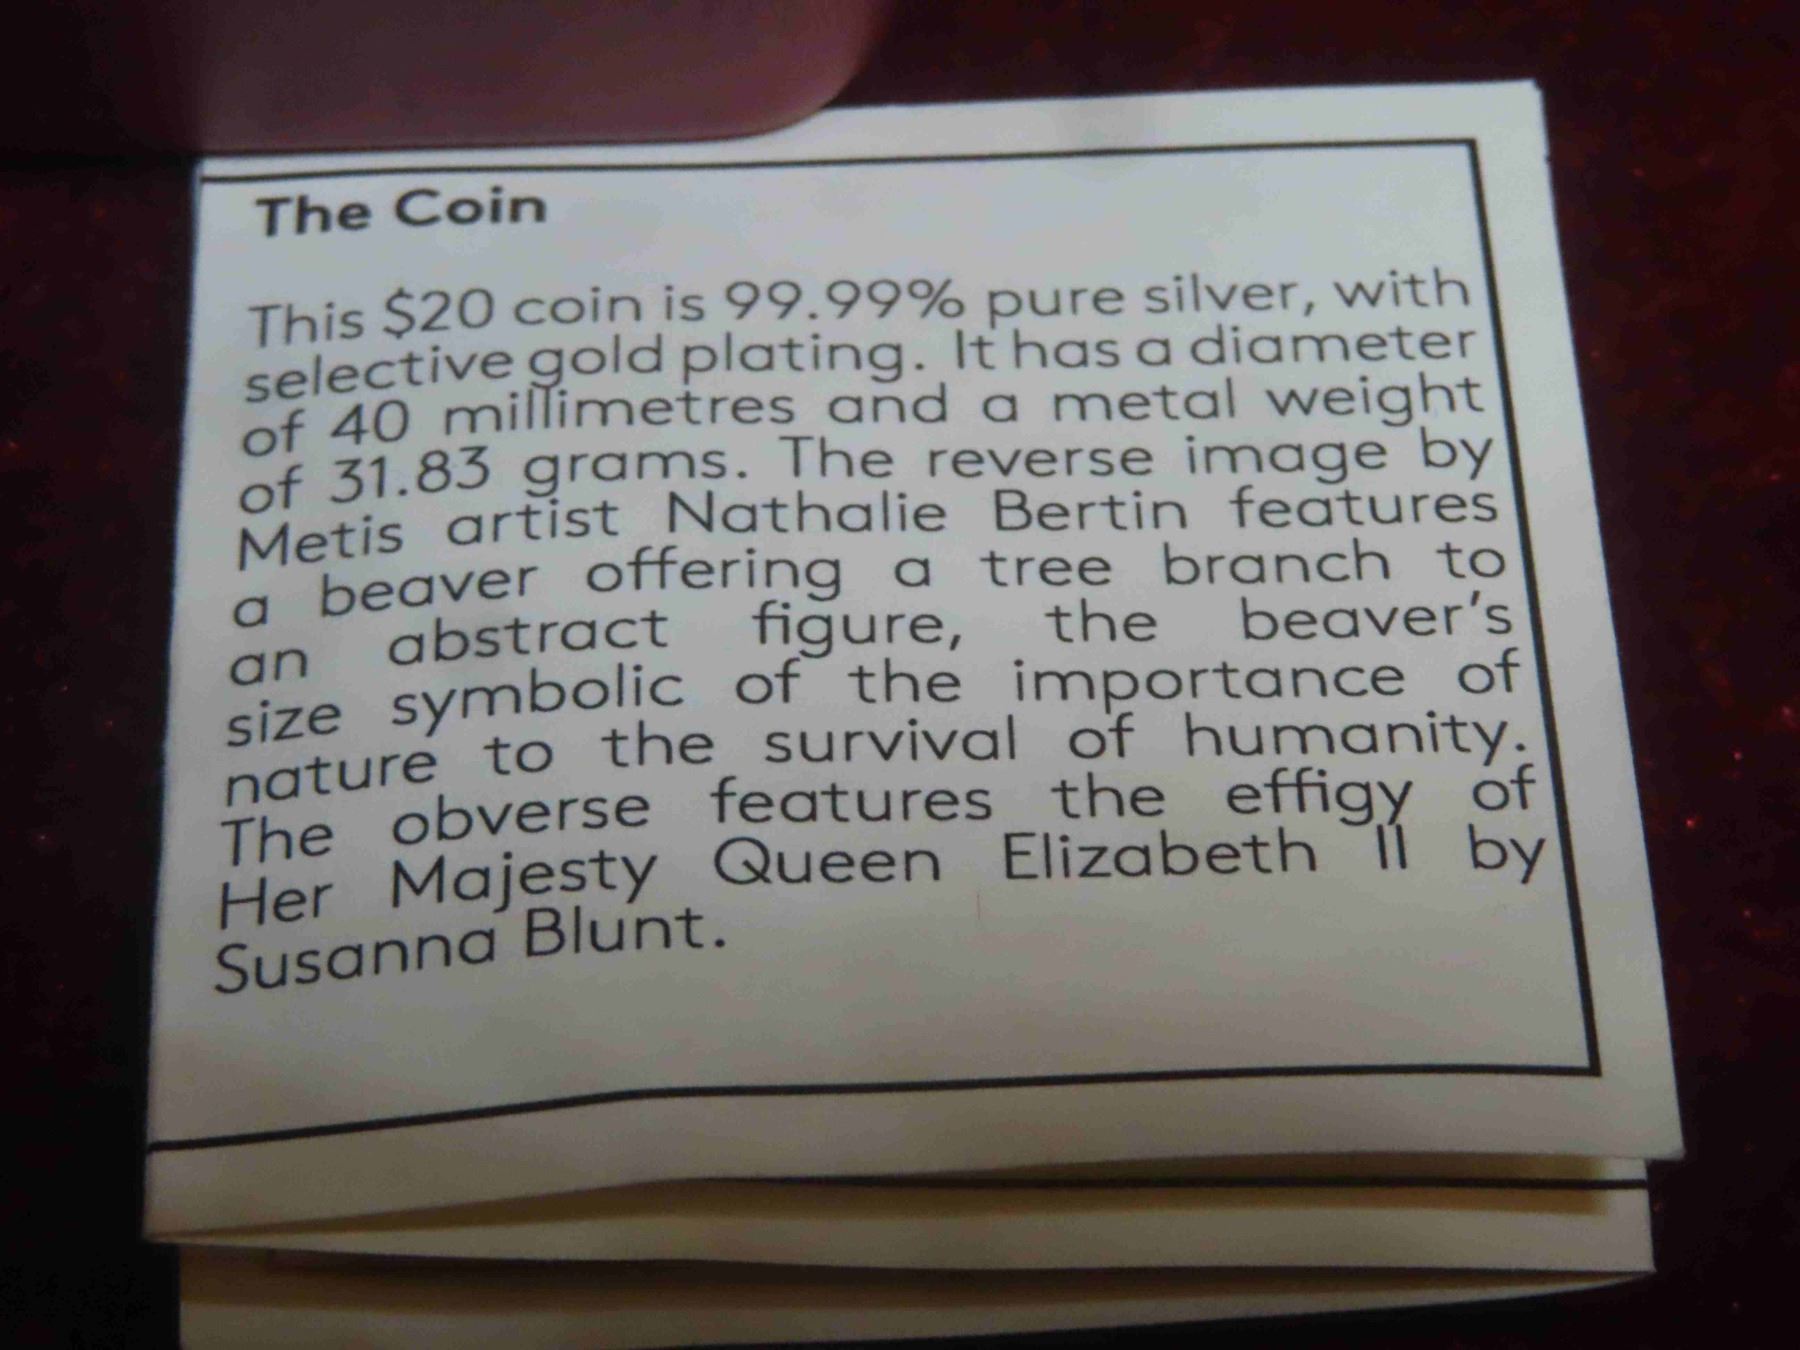 The Coin
This $20 coin is 99.99% pure silver, with
selective gold plating. It has a diameter
of 40 millimetres and a metal weight
of 31.83 grams. The reverse image by
Metis artist Nathalie Bertin features
a beaver offering a tree branch to
an abstract figure, the beaver's
size symbolic of the importance of
nature to the survival of humanity.
The obverse features the effigy of
Her Majesty Queen Elizabeth II by
Susanna Blunt.